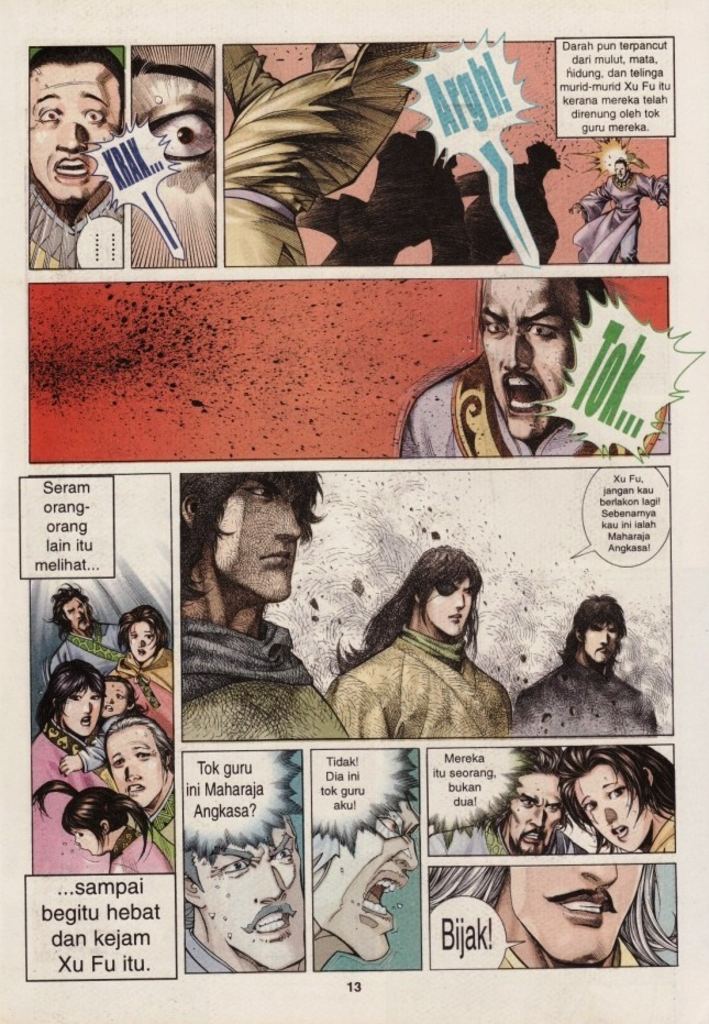 Darah pun terpancut
dari mulut, mata,
hidung, dan telinga
murid-murid Xu Fu itu
kerana mereka telah
direnung oleh tok
guru mereka.
KRAK...
!
......
Argh!
Tok...
Seram
orang-
orang
lain itu
melihat...
...sampai
begitu hebat
dan kejam
Xu Fu itu.
Xu Fu,
jangan kau
berlakon lagi!
Sebenarnya
kau ini ialah
Maharaja
Angkasa!
Tok guru
ini Maharaja
Angkasa?
Tidak!
Dia ini
tok guru
aku!
Mereka
itu seorang,
bukan
dua!
Bijak!
13